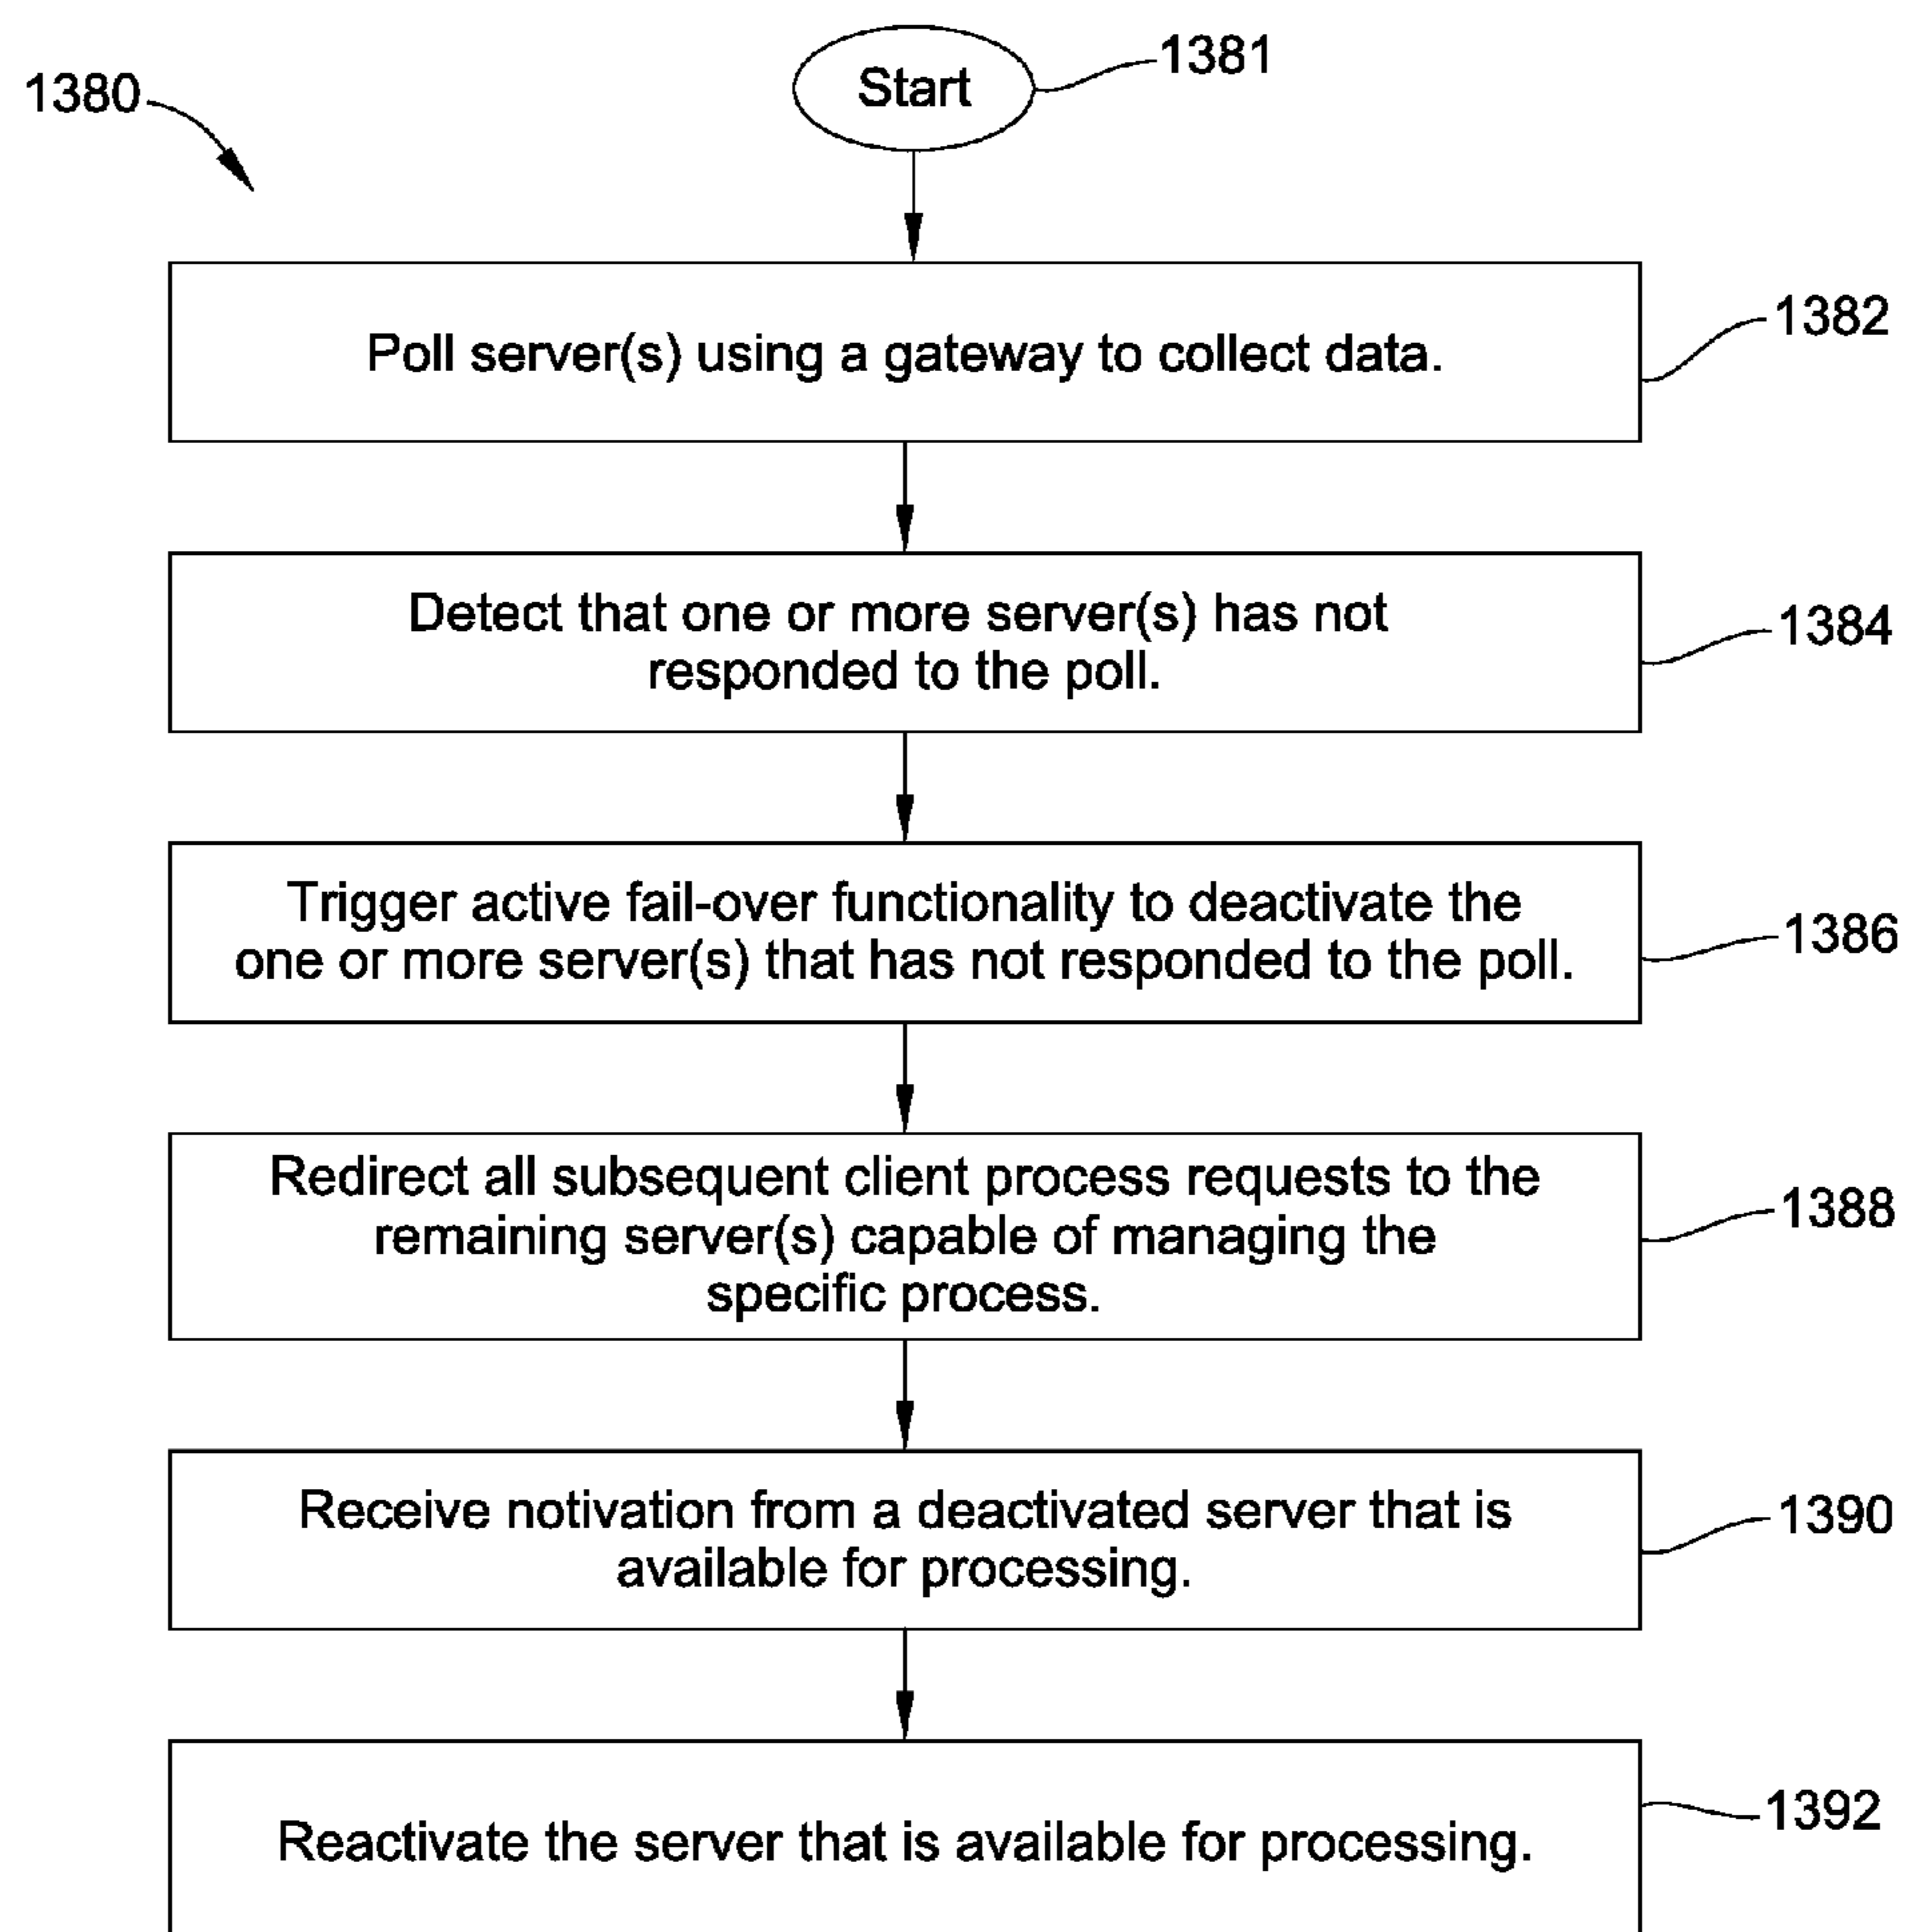 1380
Start
1381
Poll server(s) using a gateway to collect data.
1382
Detect that one or more server(s) has not
responded to the poll.
1384
Trigger active fail-over functionality to deactivate the
one or more server(s) that has not responded to the poll.
1386
Redirect all subsequent client process requests to the
remaining server(s) capable of managing the
specific process.
1388
Receive notivation from a deactivated server that is
available for processing.
1390
Reactivate the server that is available for processing.
1392